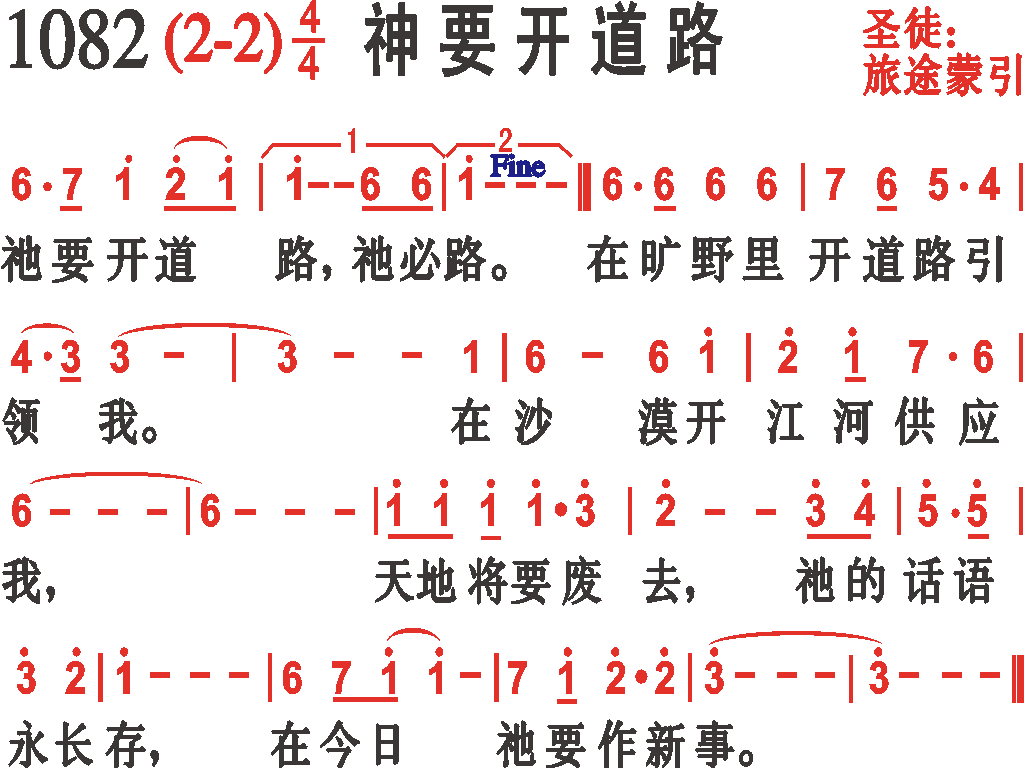 1082 (2-2) 4/4 神要开道路 圣徒：
旅途蒙引
1 2
6·7 1 2 1 | 1--6 6 | 1--- Fine ‖ 6·6 6 6 | 7 6 5·4 |
祂要开道 路，祂必路。 在旷野里 开道路引
4·3 3 - | 3 - - 1 | 6 - 6 1 | 2 1 7·6 |
领 我。 在沙 漠开 江河供应
6 - - - | 6 - - - | 1 1 1 1·3 | 2 - - 3 4 | 5·5 |
我， 天地将要废 去， 祂的话语
3 2 | 1 - - - | 6 7 1 1 - | 7 1 2·2 | 3 - - - | 3 - - - ‖
永长存， 在今日 祂要作新事。